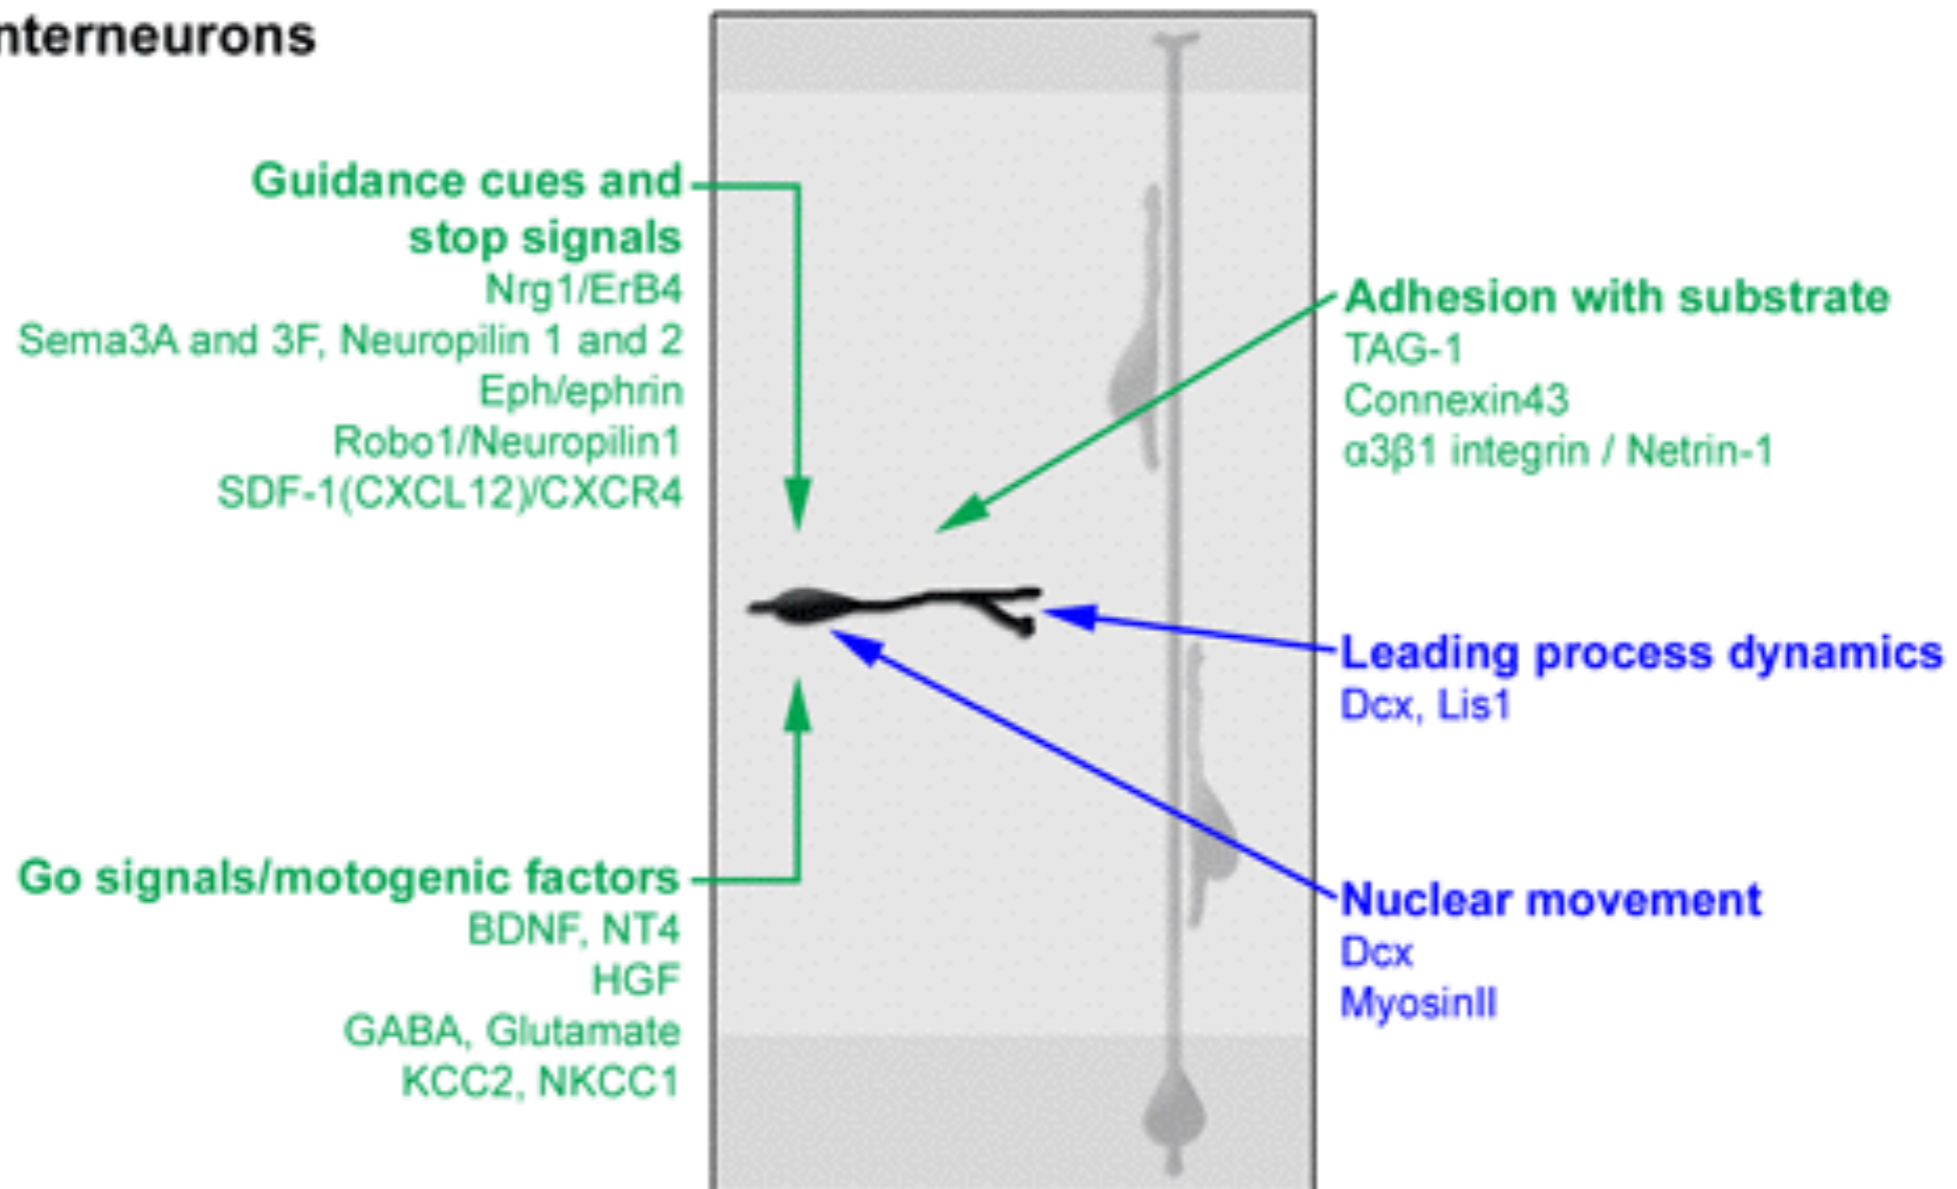 nterneurons
Guidance cues and
stop signals
Nrg1/ErB4
Sema3A and 3F, Neuropilin 1 and 2
Eph/ephrin
Robo1/Neuropilin1
SDF-1(CXCL12)/CXCR4
Adhesion with substrate
TAG-1
Connexin43
α3β1 integrin / Netrin-1
Leading process dynamics
Dcx, Lis1
Go signals/motogenic factors
BDNF, NT4
HGF
GABA, Glutamate
KCC2, NKCC1
Nuclear movement
Dcx
MyosinII